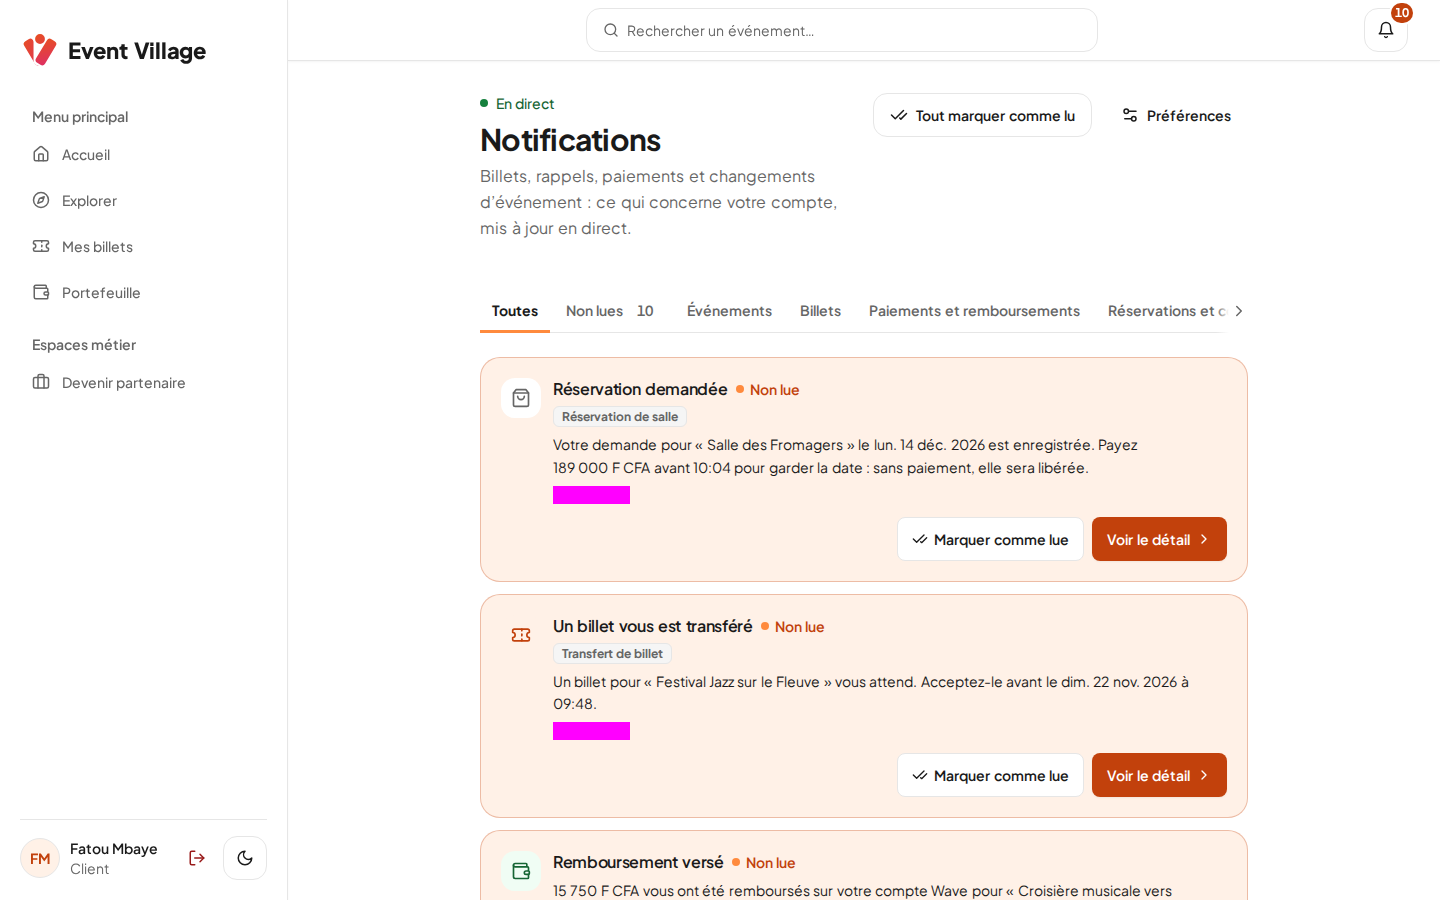 Event Village
Menu principal
Accueil
Explorer
Mes billets
Portefeuille
Espaces métier
Devenir partenaire
FM
Fatou Mbaye
Client
Rechercher un événement…
10
En direct
Notifications
Billets, rappels, paiements et changements
d’événement : ce qui concerne votre compte,
mis à jour en direct.
Tout marquer comme lu
Préférences
Toutes
Non lues 10
Événements
Billets
Paiements et remboursements
Réservations et c
Réservation demandée
Non lue
Réservation de salle
Votre demande pour « Salle des Fromagers » le lun. 14 déc. 2026 est enregistrée. Payez
189 000 F CFA avant 10:04 pour garder la date : sans paiement, elle sera libérée.
Marquer comme lue
Voir le détail
Un billet vous est transféré
Non lue
Transfert de billet
Un billet pour « Festival Jazz sur le Fleuve » vous attend. Acceptez-le avant le dim. 22 nov. 2026 à
09:48.
Marquer comme lue
Voir le détail
Remboursement versé
Non lue
15 750 F CFA vous ont été remboursés sur votre compte Wave pour « Croisière musicale vers